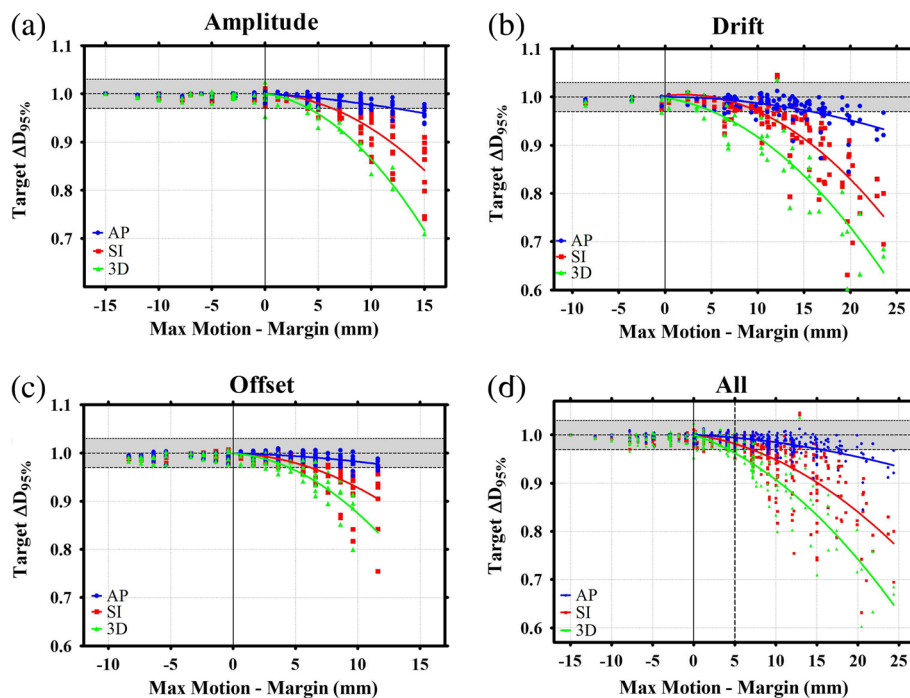 (a)
Amplitude
1.1
1.0
0.9
0.8
0.7
Target ΔD95%
AP
SI
3D
-15 -10 -5 0 5 10 15
Max Motion - Margin (mm)
(b)
Drift
1.1
1.0
0.9
0.8
0.7
0.6
Target ΔD95%
AP
SI
3D
-10 -5 0 5 10 15 20 25
Max Motion - Margin (mm)
(c)
Offset
1.1
1.0
0.9
0.8
0.7
0.6
Target ΔD95%
AP
SI
3D
-10 -5 0 5 10 15
Max Motion - Margin (mm)
(d)
All
1.1
1.0
0.9
0.8
0.7
0.6
Target ΔD95%
AP
SI
3D
-15 -10 -5 0 5 10 15 20 25
Max Motion - Margin (mm)